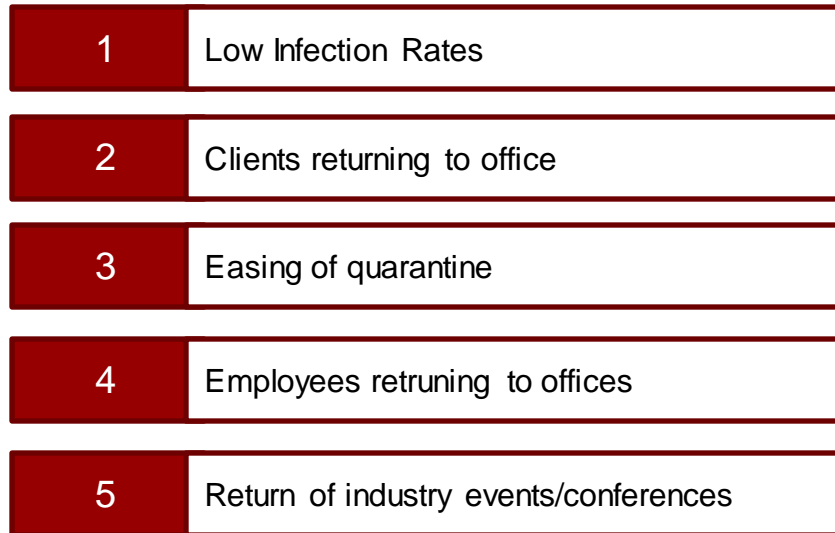 1 Low Infection Rates
2 Clients returning to office
3 Easing of quarantine
4 Employees retruning to offices
5 Return of industry events/conferences